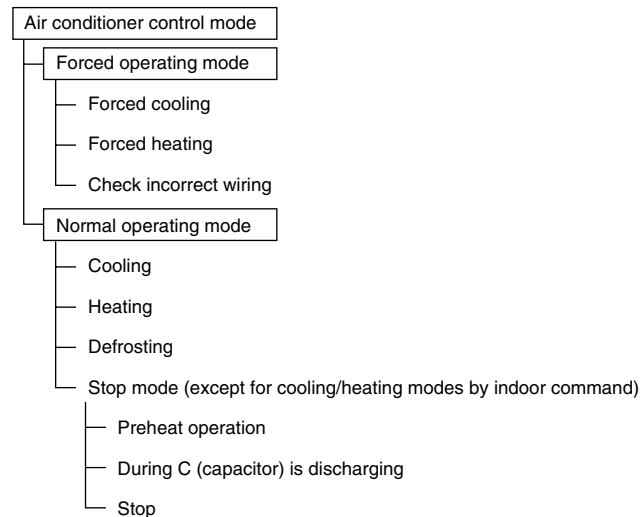 Air conditioner control mode
Forced operating mode
Forced cooling
Forced heating
Check incorrect wiring
Normal operating mode
Cooling
Heating
Defrosting
Stop mode (except for cooling/heating modes by indoor command)
Preheat operation
During C (capacitor) is discharging
Stop